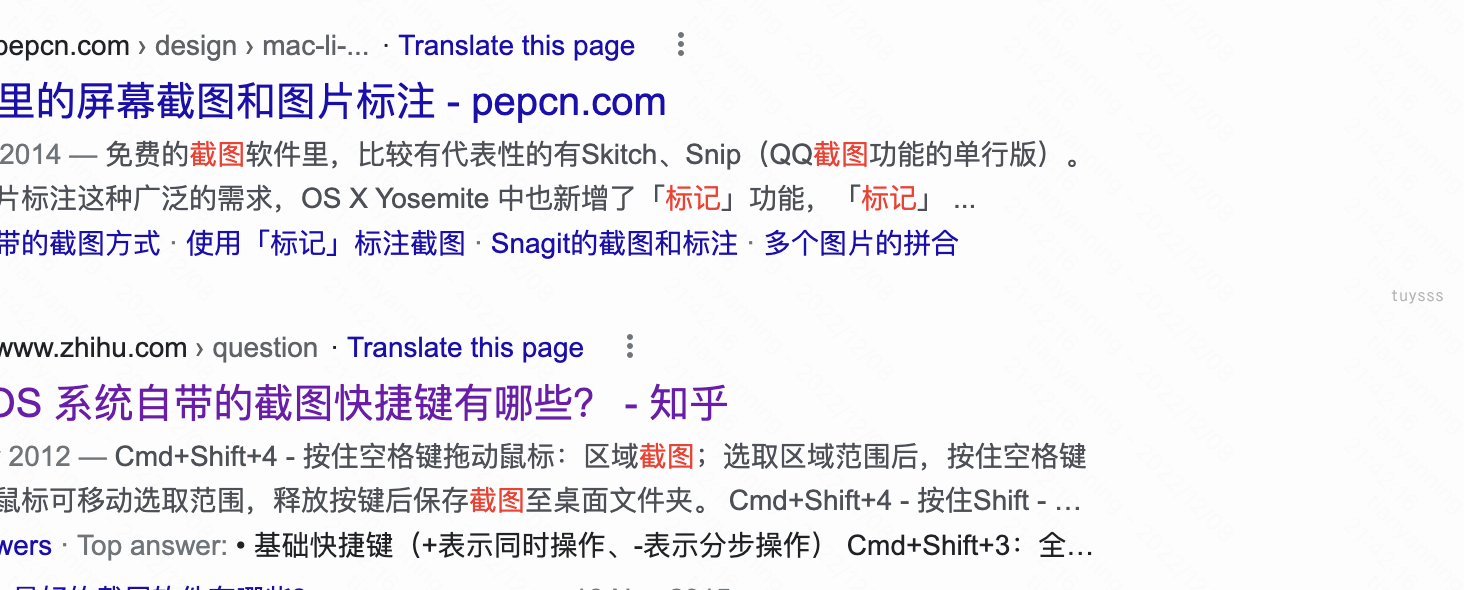 pepcn.com › design › mac-li-... · Translate this page
里的屏幕截图和图片标注 - pepcn.com
2014 — 免费的截图软件里，比较有代表性的有Skitch、Snip（QQ截图功能的单行版）。
片标注这种广泛的需求，OS X Yosemite 中也新增了「标记」功能，「标记」 ...
带的截图方式 · 使用「标记」标注截图 · Snagit的截图和标注 · 多个图片的拼合
tuysss
www.zhihu.com › question · Translate this page
OS 系统自带的截图快捷键有哪些？ - 知乎
2012 — Cmd+Shift+4 - 按住空格键拖动鼠标：区域截图；选取区域范围后，按住空格键
鼠标可移动选取范围，释放按键后保存截图至桌面文件夹。 Cmd+Shift+4 - 按住Shift - ...
wers · Top answer: • 基础快捷键（+表示同时操作、-表示分步操作） Cmd+Shift+3：全...